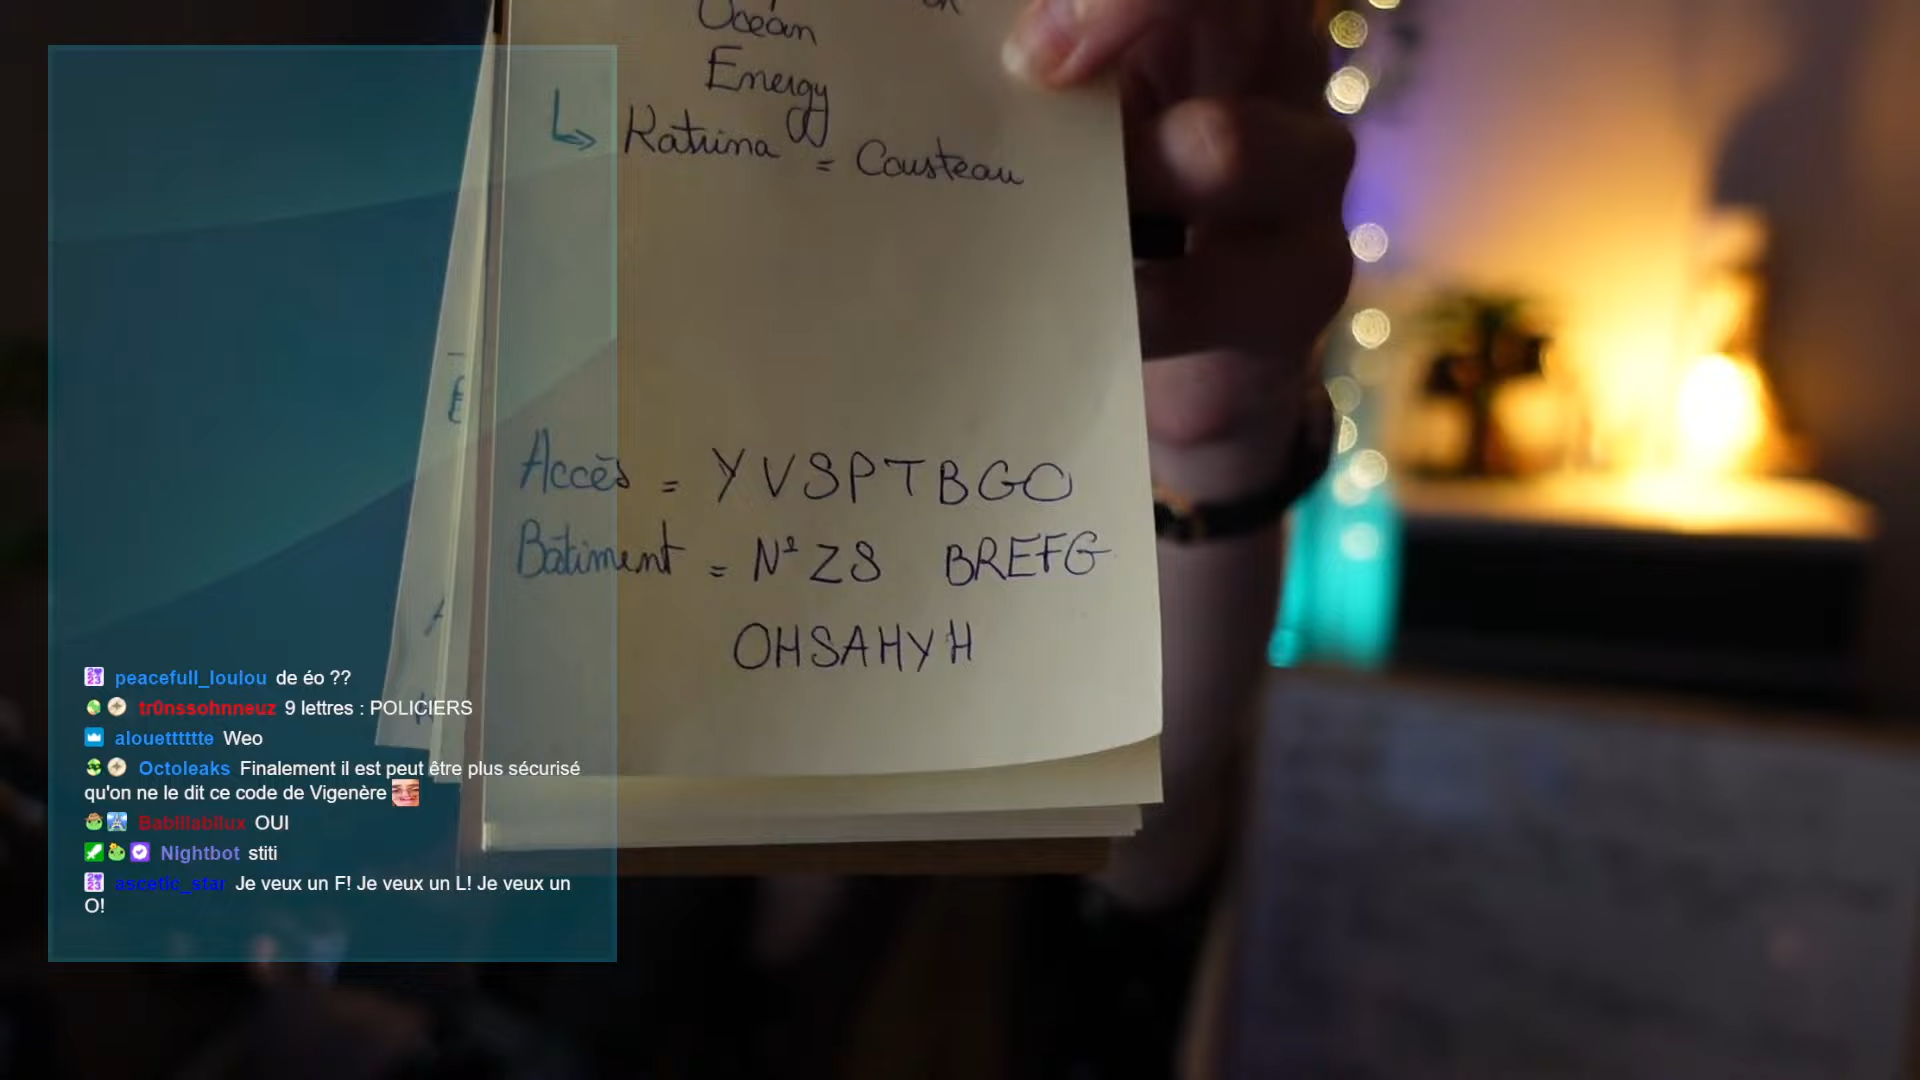 Océan
Energy
↳ Katrina = Cousteau
Accès = YVSPTBGO
Bâtiment = N° ZS BREFG
OHSAHYH
peacefull_loulou de éo ??
tr0nssohnneuz 9 lettres : POLICIERS
alouetttttte Weo
Octoleaks Finalement il est peut être plus sécurisé
qu'on ne le dit ce code de Vigenère
Babillabilux OUI
Nightbot stiti
ascetic_star Je veux un F! Je veux un L! Je veux un
O!